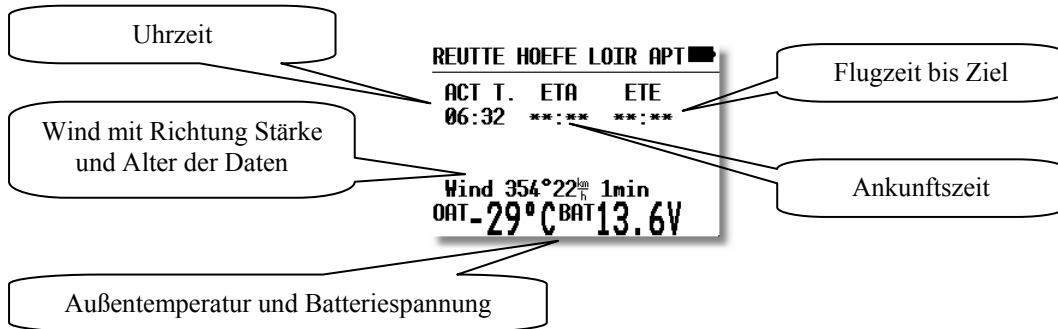 Uhrzeit
REUTTE HOEFE LOIR APT
Flugzeit bis Ziel
ACT T. ETA ETE
06:32 **:** **:**
Wind mit Richtung Stärke
und Alter der Daten
Ankunftszeit
Wind 354°22km/h 1min
OAT-29°C BAT13.6V
Außentemperatur und Batteriespannung